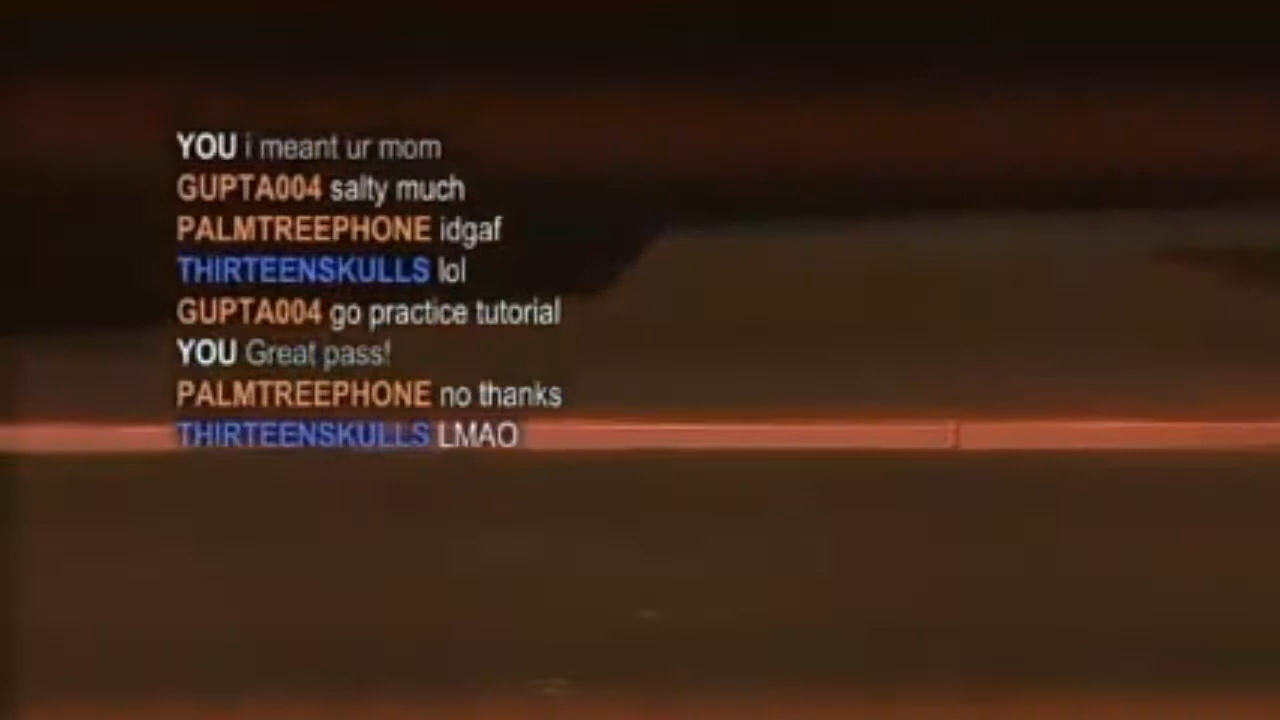 YOU i meant ur mom
GUPTA004 salty much
PALMTREEPHONE idgaf
THIRTEENSKULLS lol
GUPTA004 go practice tutorial
YOU Great pass!
PALMTREEPHONE no thanks
THIRTEENSKULLS LMAO